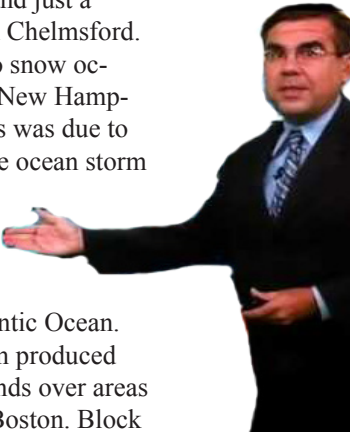 nd just a
Chelmsford.
snow oc-
New Hamp-
s was due to
e ocean storm
ntic Ocean.
n produced
nds over areas
Boston. Block